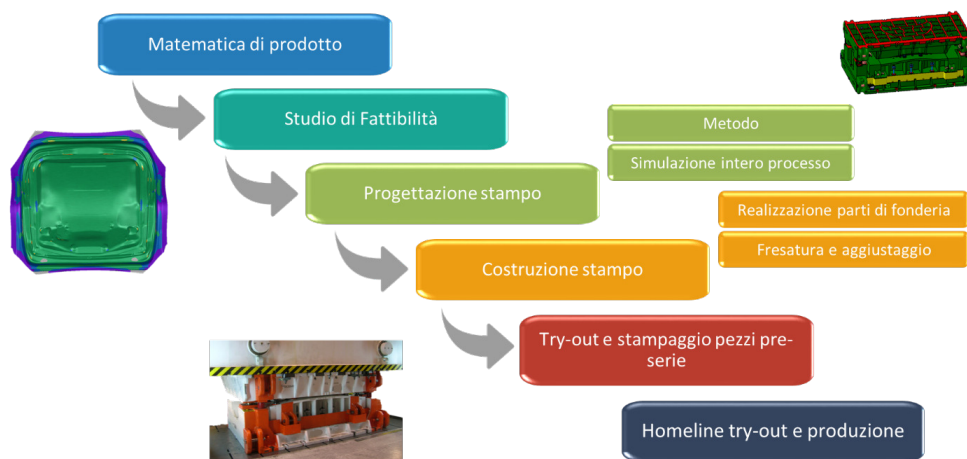 Matematica di prodotto
Studio di Fattibilità
Metodo
Simulazione intero processo
Progettazione stampo
Realizzazione parti di fonderia
Fresatura e aggiustaggio
Costruzione stampo
Try-out e stampaggio pezzi pre-
serie
Homeline try-out e produzione